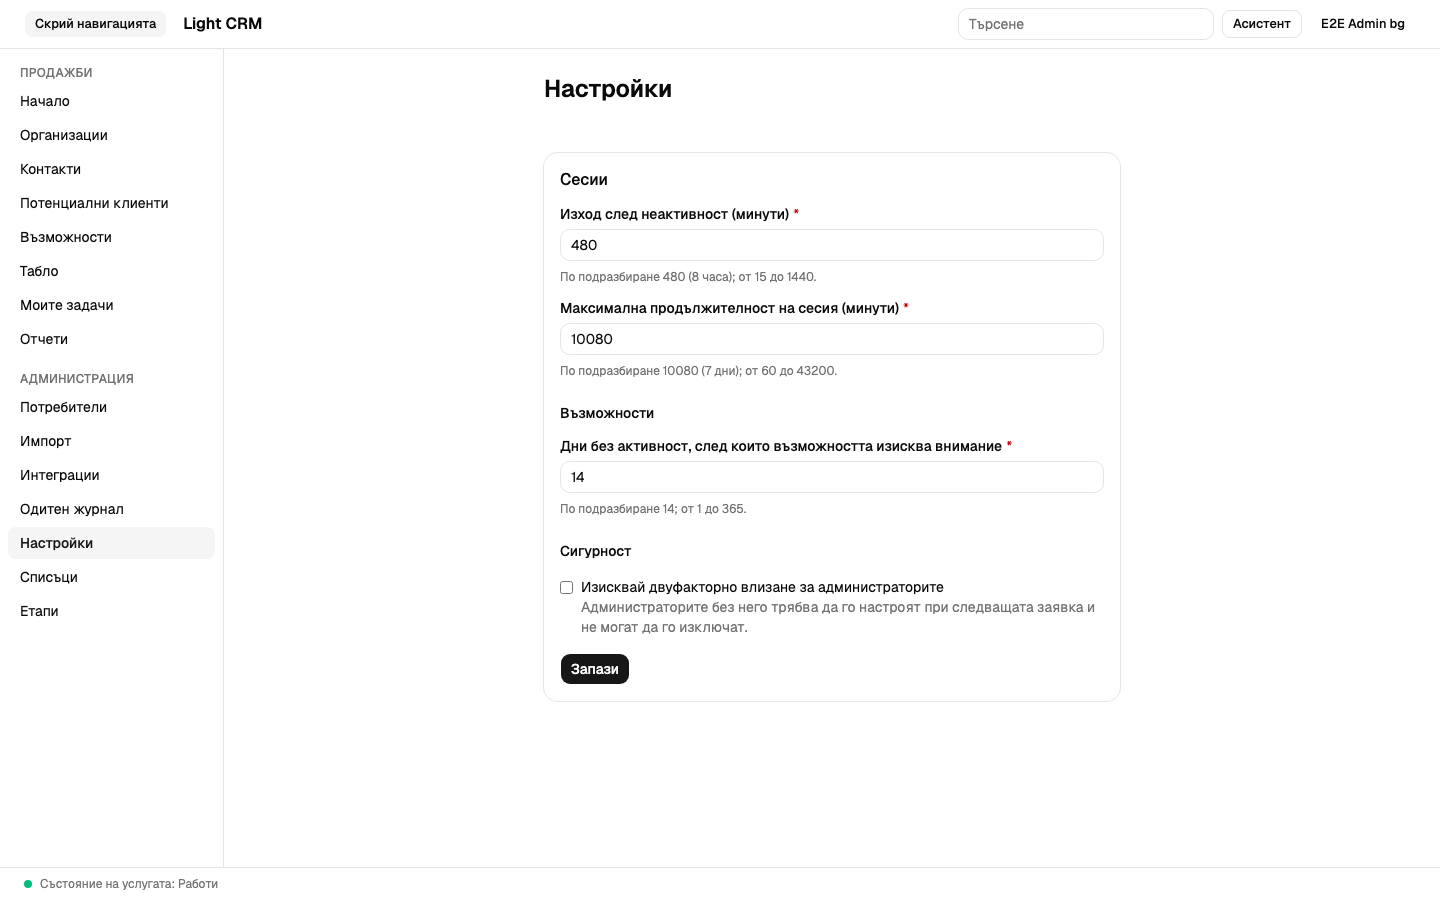 Скрий навигацията
Light CRM
Търсене
Асистент
E2E Admin bg
ПРОДАЖБИ
Начало
Организации
Контакти
Потенциални клиенти
Възможности
Табло
Моите задачи
Отчети
АДМИНИСТРАЦИЯ
Потребители
Импорт
Интеграции
Одитен журнал
Настройки
Списъци
Етапи
Настройки
Сесии
Изход след неактивност (минути) *
480
По подразбиране 480 (8 часа); от 15 до 1440.
Максимална продължителност на сесия (минути) *
10080
По подразбиране 10080 (7 дни); от 60 до 43200.
Възможности
Дни без активност, след които възможността изисква внимание *
14
По подразбиране 14; от 1 до 365.
Сигурност
Изисквай двуфакторно влизане за администраторите
Администраторите без него трябва да го настроят при следващата заявка и
не могат да го изключат.
Запази
Състояние на услугата: Работи